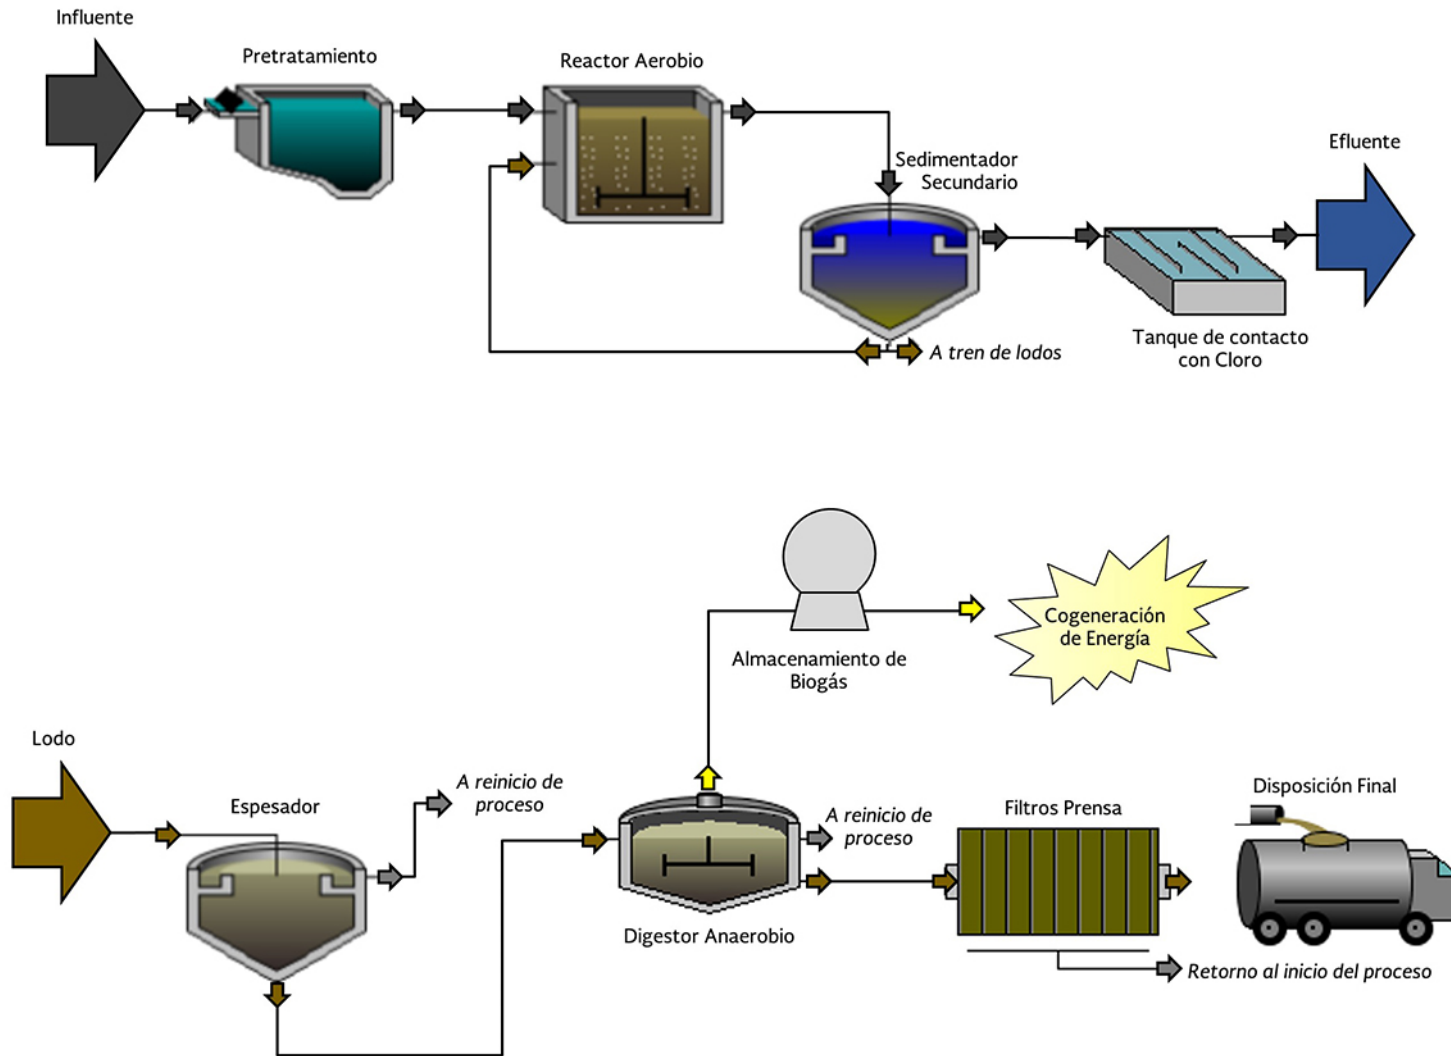 Influente
Pretratamiento
Reactor Aerobio
Sedimentador
Secundario
Efluente
Tanque de contacto
con Cloro
A tren de lodos
Cogeneración
de Energía
Almacenamiento de
Biogás
Lodo
Espesador
A reinicio de
proceso
A reinicio de
proceso
Digestor Anaerobio
Filtros Prensa
Disposición Final
Retorno al inicio del proceso